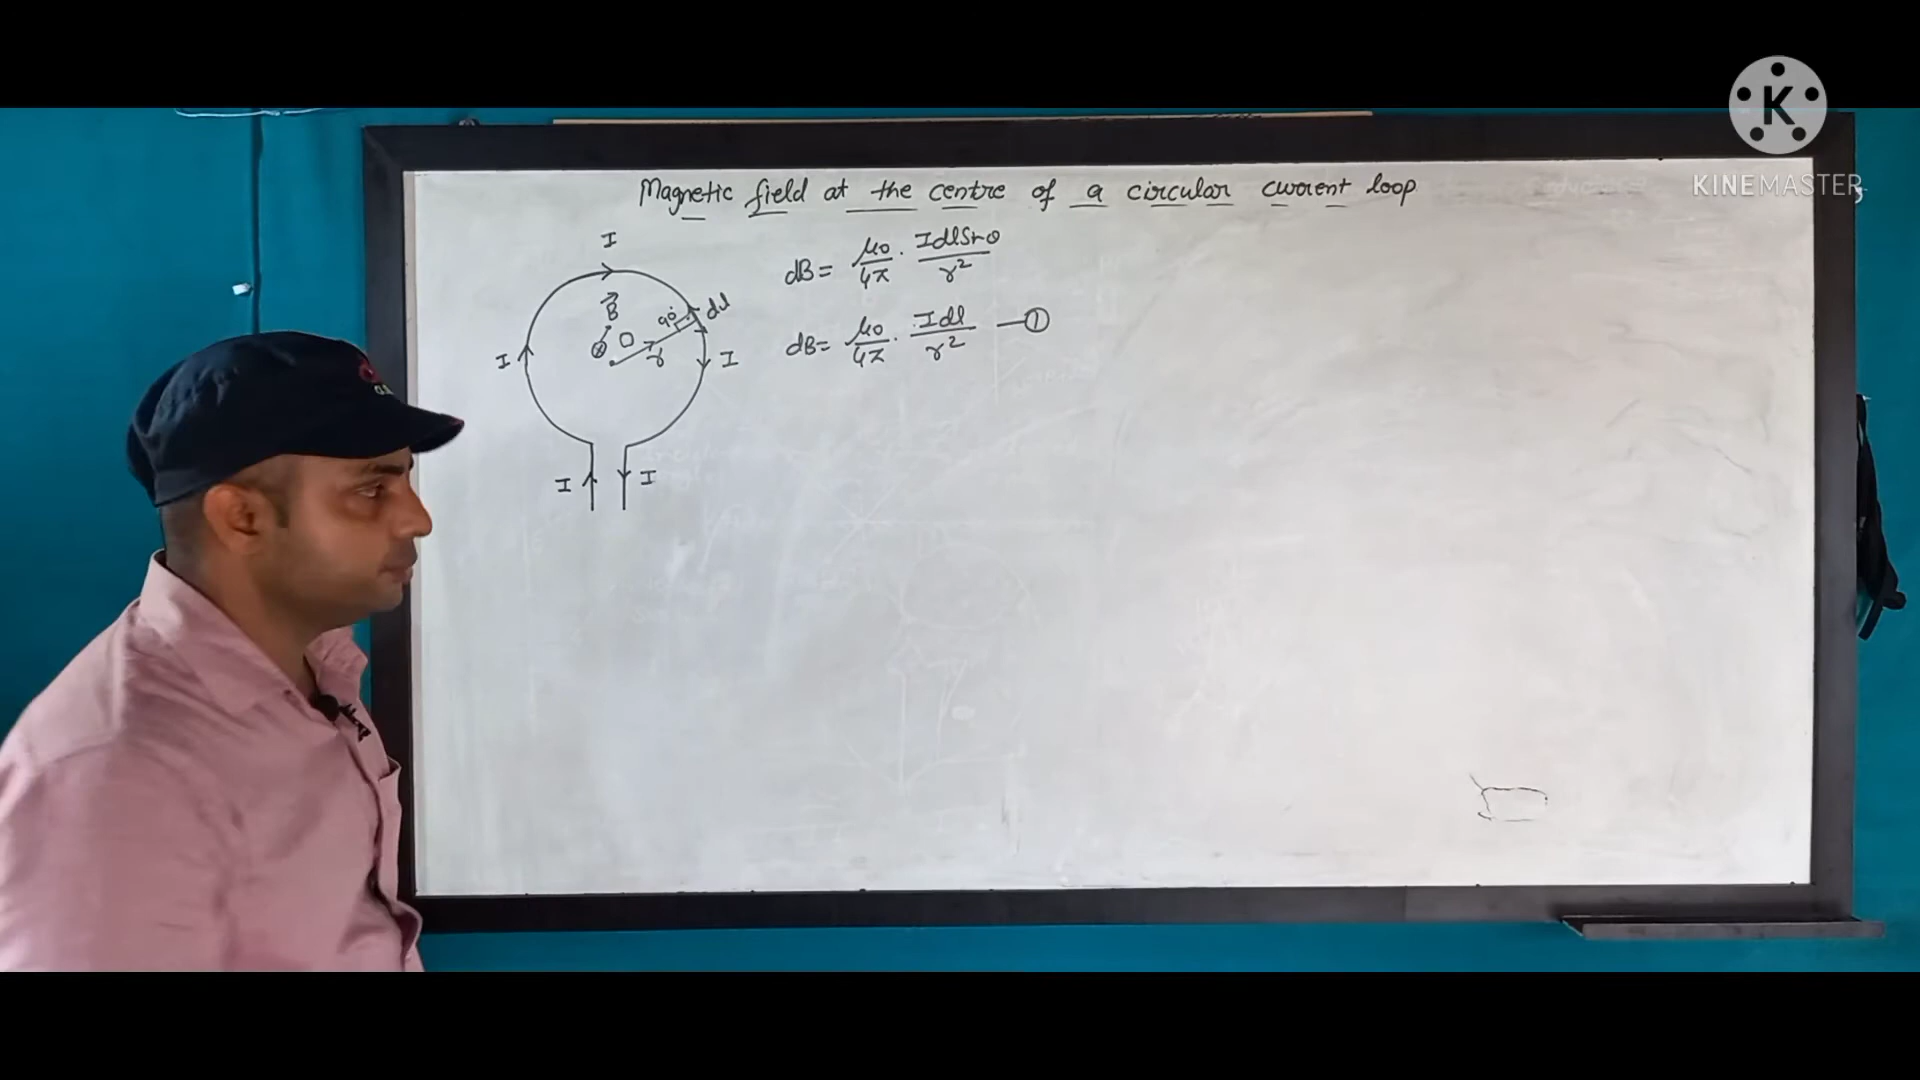 KINEMASTER
Magnetic field at the centre of a circular current loop
I
dB = μ0/4π · IdlSinθ/r²
B
90° dl
dB = μ0/4π · Idl/r² — ①
O
r
I
I
I
I